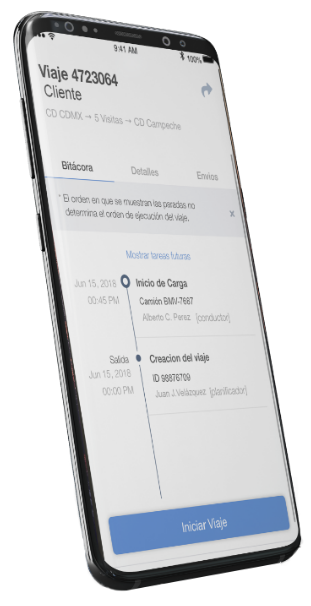 9:41 AM
100%
Viaje 4723064
Cliente
CD CDMX → 5 Visitas → CD Campeche
Bitácora
Detalles
Envíos
* El orden en que se muestran las paradas no
determina el orden de ejecución del viaje.
×
Mostrar tareas futuras
Jun 15, 2018
00:45 PM
Inicio de Carga
Camión BMV-7687
Alberto C. Perez [conductor]
Salida
Jun 15, 2018
00:00 PM
Creacion del viaje
ID 98876709
Juan J.Velázquez [planificador]
Iniciar Viaje